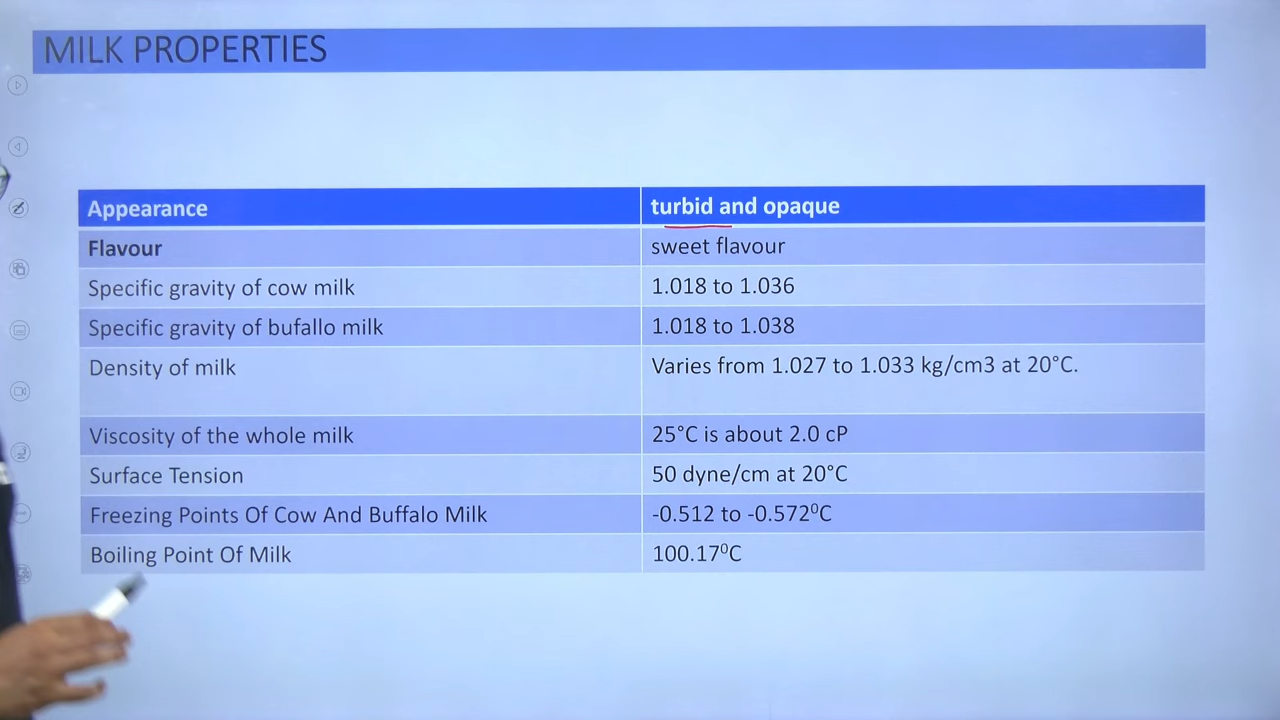 MILK PROPERTIES
Appearance turbid and opaque
Flavour sweet flavour
Specific gravity of cow milk 1.018 to 1.036
Specific gravity of bufallo milk 1.018 to 1.038
Density of milk Varies from 1.027 to 1.033 kg/cm3 at 20°C.
Viscosity of the whole milk 25°C is about 2.0 cP
Surface Tension 50 dyne/cm at 20°C
Freezing Points Of Cow And Buffalo Milk -0.512 to -0.572⁰C
Boiling Point Of Milk 100.17⁰C